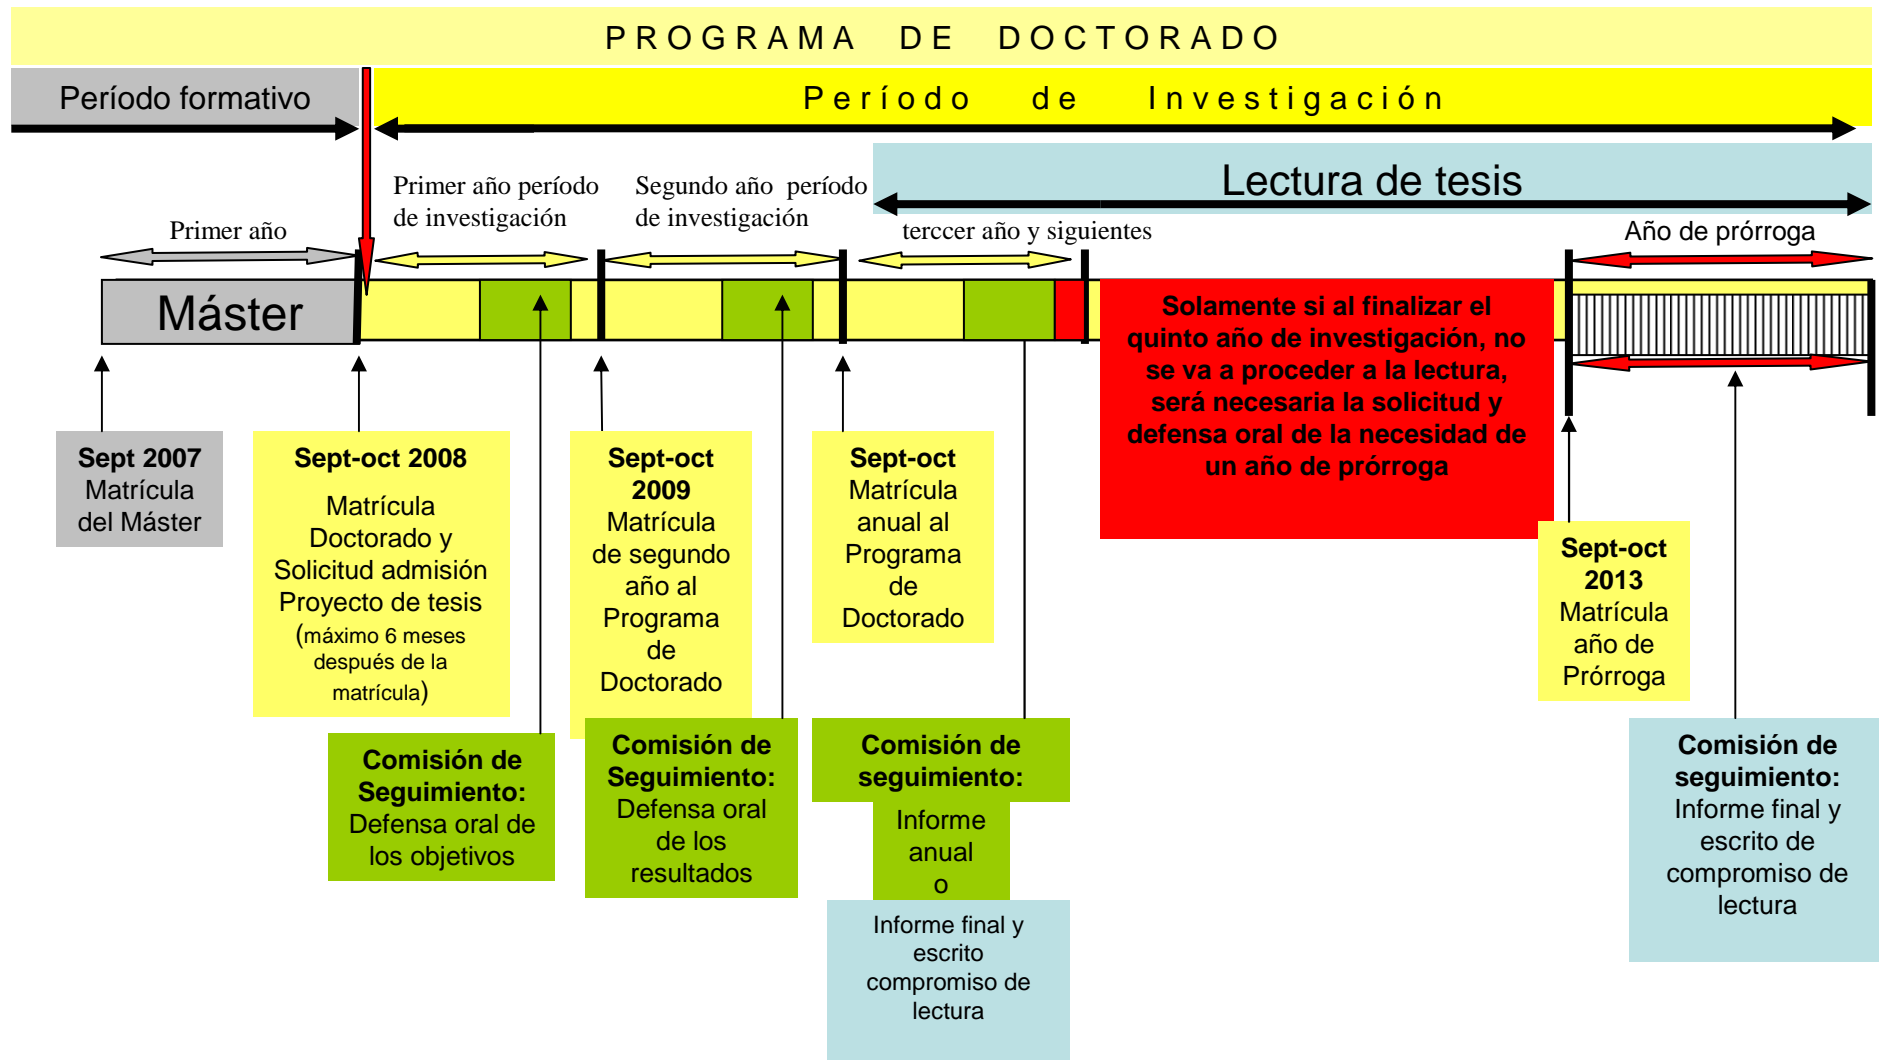 PROGRAMA DE DOCTORADO
Período formativo
Período de Investigación
Lectura de tesis
Primer año
Primer año período
de investigación
Segundo año período
de investigación
terccer año y siguientes
Año de prórroga
Máster
Solamente si al finalizar el
quinto año de investigación, no
se va a proceder a la lectura,
será necesaria la solicitud y
defensa oral de la necesidad de
un año de prórroga
Sept 2007
Matrícula
del Máster
Sept-oct 2008
Matrícula
Doctorado y
Solicitud admisión
Proyecto de tesis
(máximo 6 meses
después de la
matrícula)
Sept-oct
2009
Matrícula
de segundo
año al
Programa
de
Doctorado
Sept-oct
Matrícula
anual al
Programa
de
Doctorado
Sept-oct
2013
Matrícula
año de
Prórroga
Comisión de
Seguimiento:
Defensa oral de
los objetivos
Comisión de
Seguimiento:
Defensa oral
de los
resultados
Comisión de
seguimiento:
Informe
anual
o
Informe final y
escrito
compromiso de
lectura
Comisión de
seguimiento:
Informe final y
escrito de
compromiso de
lectura